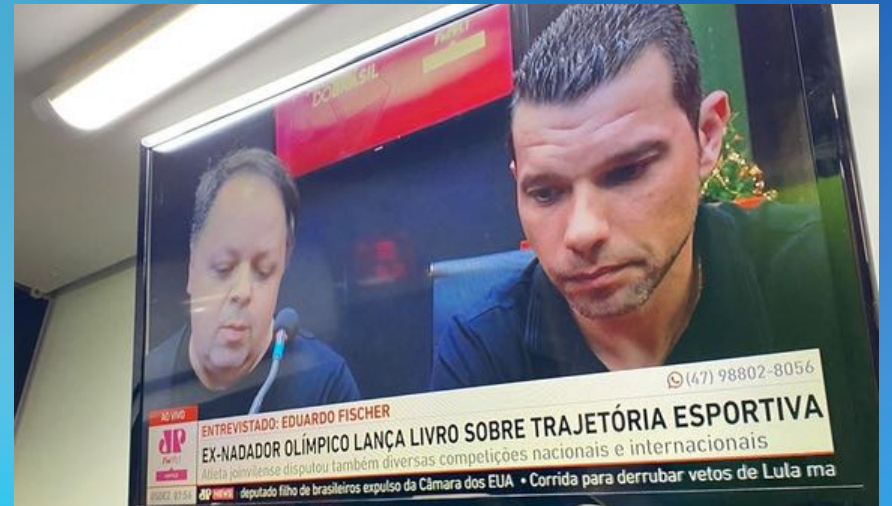 DO BRASIL
(47) 98802-8056
AO VIVO
ENTREVISTADO: EDUARDO FISCHER
JP
EX-NADADOR OLÍMPICO LANÇA LIVRO SOBRE TRAJETÓRIA ESPORTIVA
Atleta joinvilense disputou também diversas competições nacionais e internacionais
JP NEWS deputado filho de brasileiros expulso da Câmara dos EUA • Corrida para derrubar vetos de Lula ma